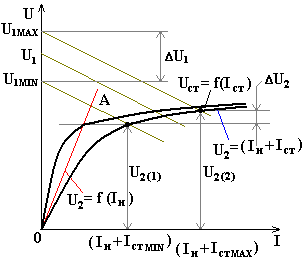 U
U1MAX
ΔU1
U1
U1MIN
A
Uст=f(Iст)
ΔU2
U2=(Iн+Iст)
U2(1)
U2(2)
U2=f(Iн)
0
I
(Iн+IстMIN)
(Iн+IстMAX)